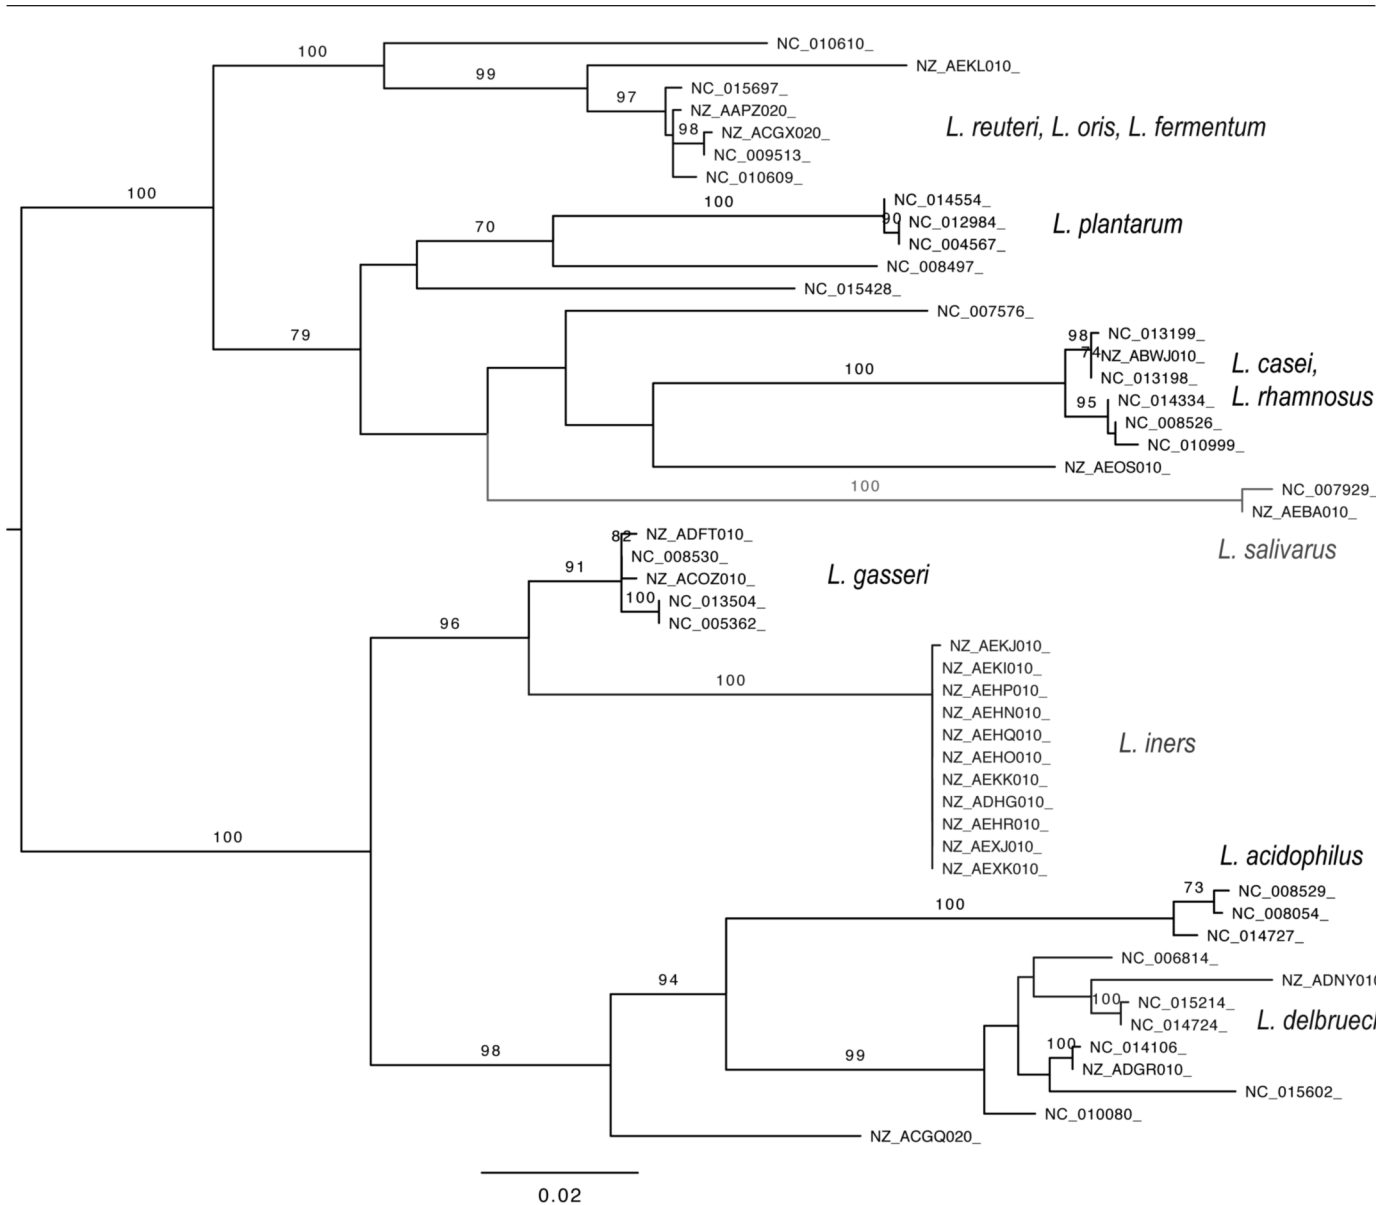 NC_010610_
100
NZ_AEKL010_
99
NC_015697_
97
NZ_AAPZ020_
98
NZ_ACGX020_
L. reuteri, L. oris, L. fermentum
NC_009513_
NC_010609_
100
100
NC_014554_
90
NC_012984_
L. plantarum
70
NC_004567_
NC_008497_
NC_015428_
NC_007576_
79
98
NC_013199_
74
NZ_ABWJ010_
L. casei,
100
NC_013198_
L. rhamnosus
95
NC_014334_
NC_008526_
NC_010999_
NZ_AEOS010_
100
NC_007929_
NZ_AEBA010_
82
NZ_ADFT010_
L. salivarus
NC_008530_
91
NZ_ACOZ010_
L. gasseri
100
NC_013504_
96
NC_005362_
NZ_AEKJ010_
NZ_AEKI010_
100
NZ_AEHP010_
NZ_AEHN010_
NZ_AEHQ010_
L. iners
NZ_AEHO010_
NZ_AEKK010_
NZ_ADHG010_
NZ_AEHR010_
100
NZ_AEXJ010_
L. acidophilus
NZ_AEXK010_
73
NC_008529_
100
NC_008054_
NC_014727_
NC_006814_
94
NZ_ADNY010
100
NC_015214_
NC_014724_
L. delbruec
98
100
NC_014106_
99
NZ_ADGR010_
NC_015602_
NC_010080_
NZ_ACGQ020_
0.02